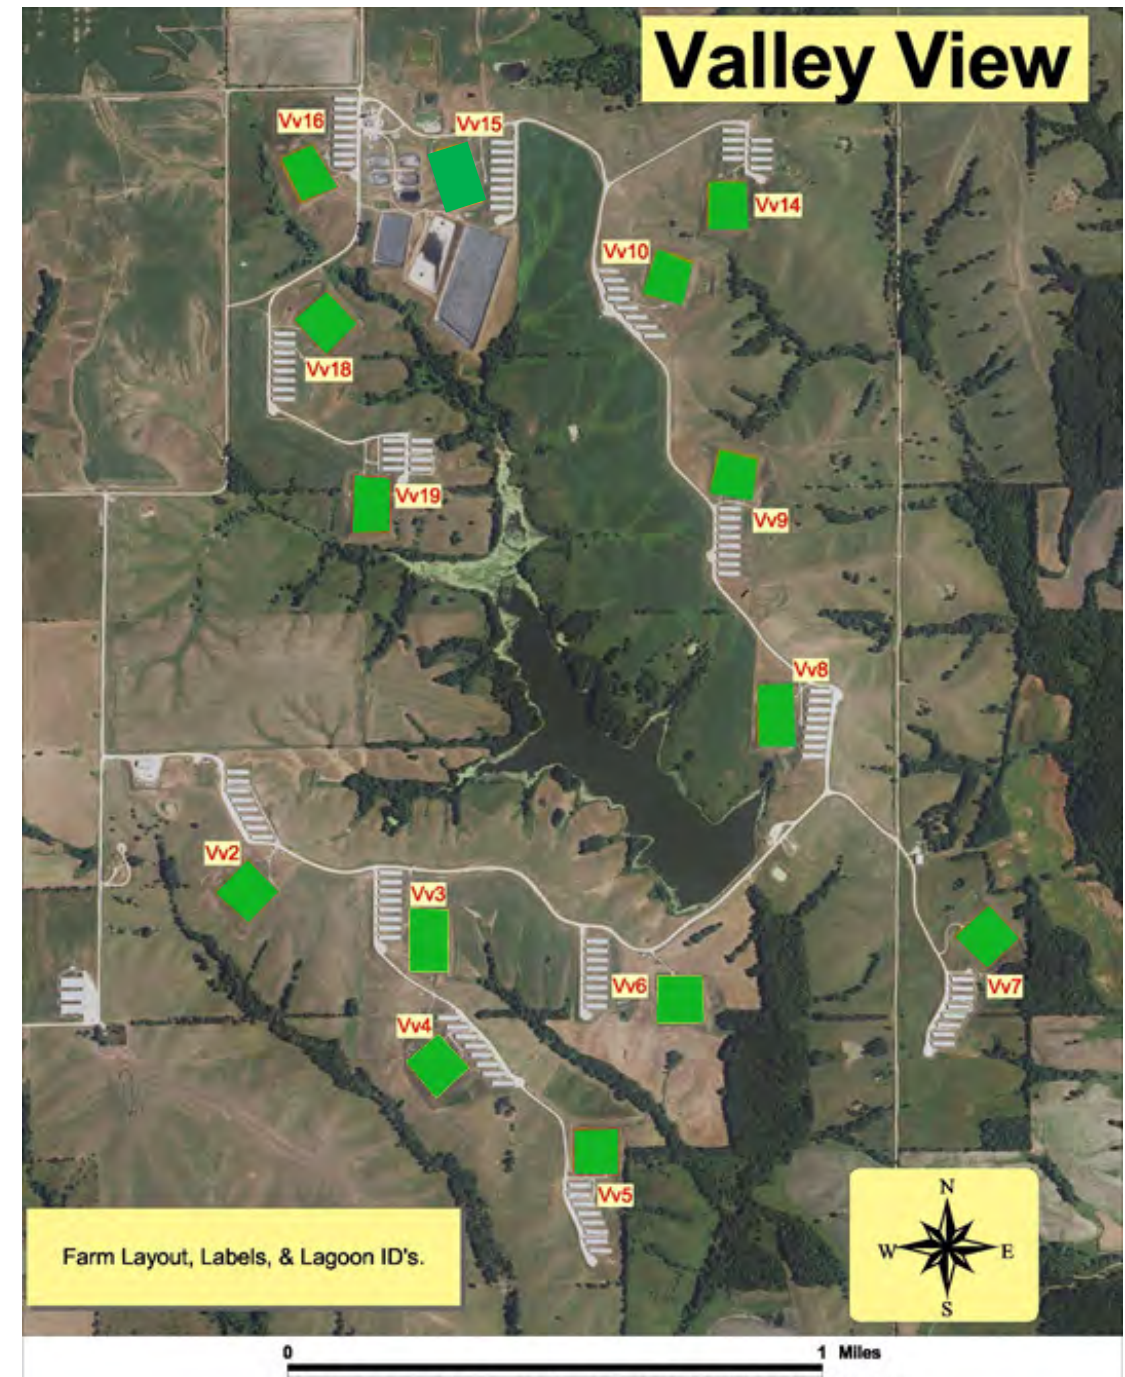 Valley View
Vv16
Vv15
Vv14
Vv10
Vv18
Vv19
Vv9
Vv8
Vv2
Vv3
Vv6
Vv7
Vv4
Vv5
Farm Layout, Labels, & Lagoon ID's.
N
W E
S
0 1 Miles